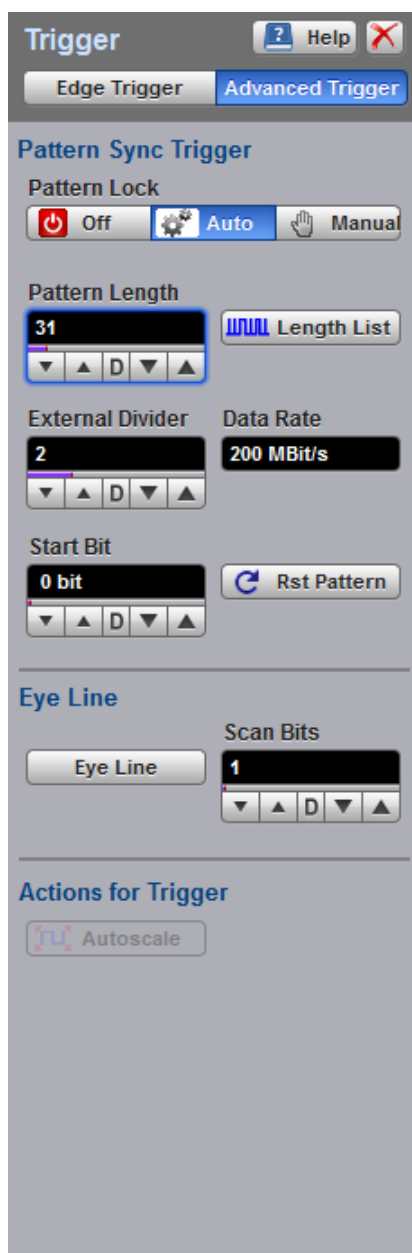 Trigger
? Help
Edge Trigger Advanced Trigger
Pattern Sync Trigger
Pattern Lock
Off Auto Manual
Pattern Length
31
Length List
D
External Divider Data Rate
2 200 MBit/s
D
Start Bit
0 bit
Rst Pattern
D
Eye Line
Scan Bits
Eye Line 1
D
Actions for Trigger
Autoscale